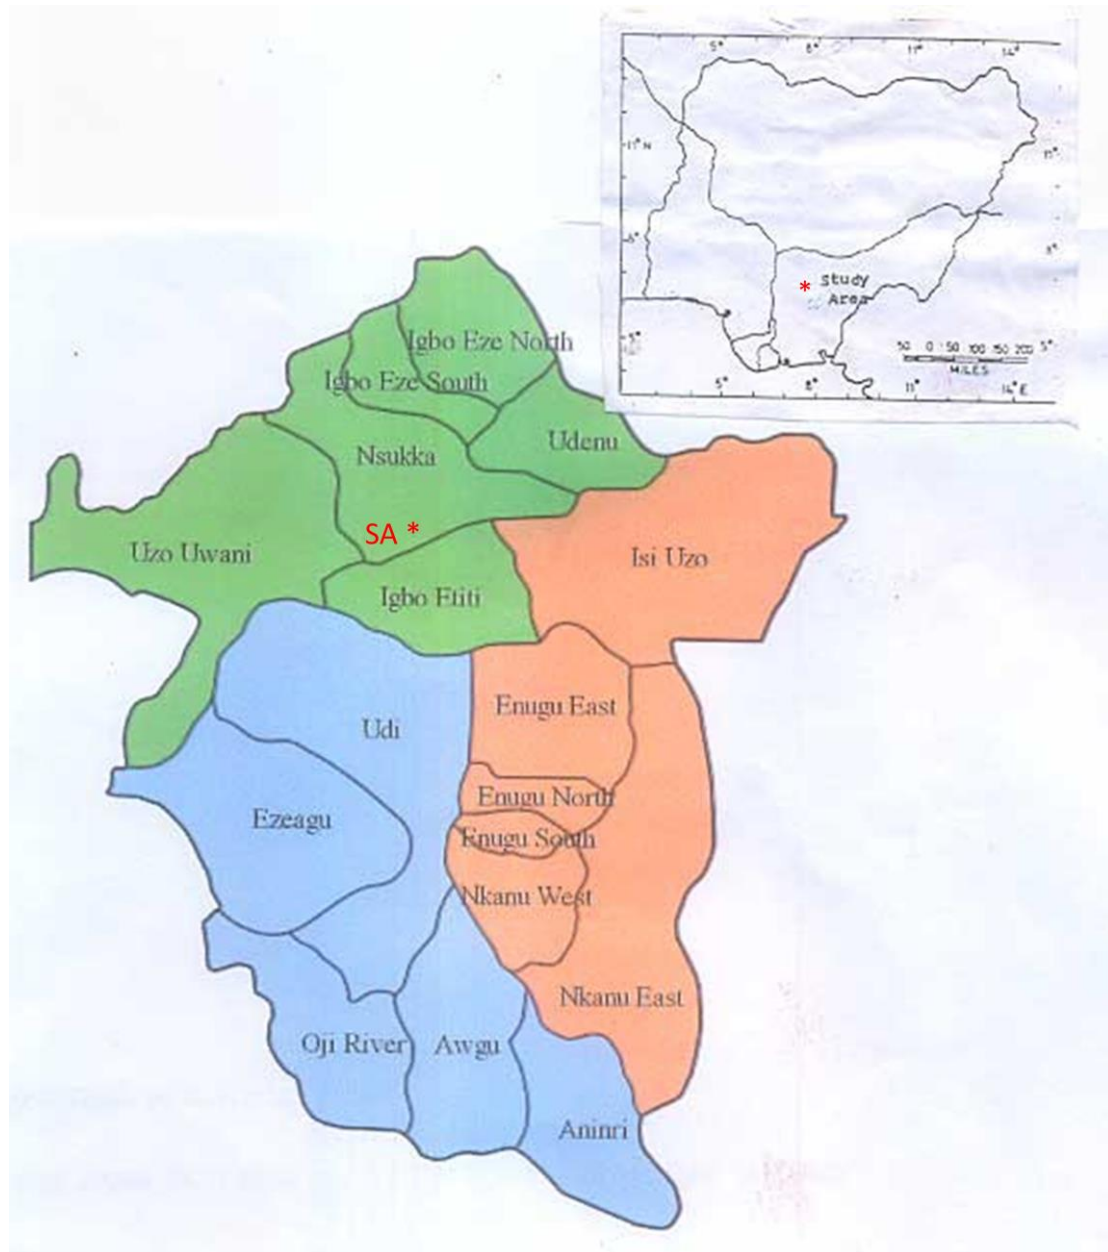 5° 8° 11° 14°
11° N
11°
8°
* Study
Area
50 0 50 100 150 200 5°
MILES
5° 8° 11° 14° E
Igbo Eze North
Igbo Eze South
Udenu
Nsukka
SA *
Uzo Uwani
Isi Uzo
Igbo Etiti
Enugu East
Udi
Enugu North
Ezeagu
Enugu South
Nkanu West
Nkanu East
Oji River
Awgu
Aninri